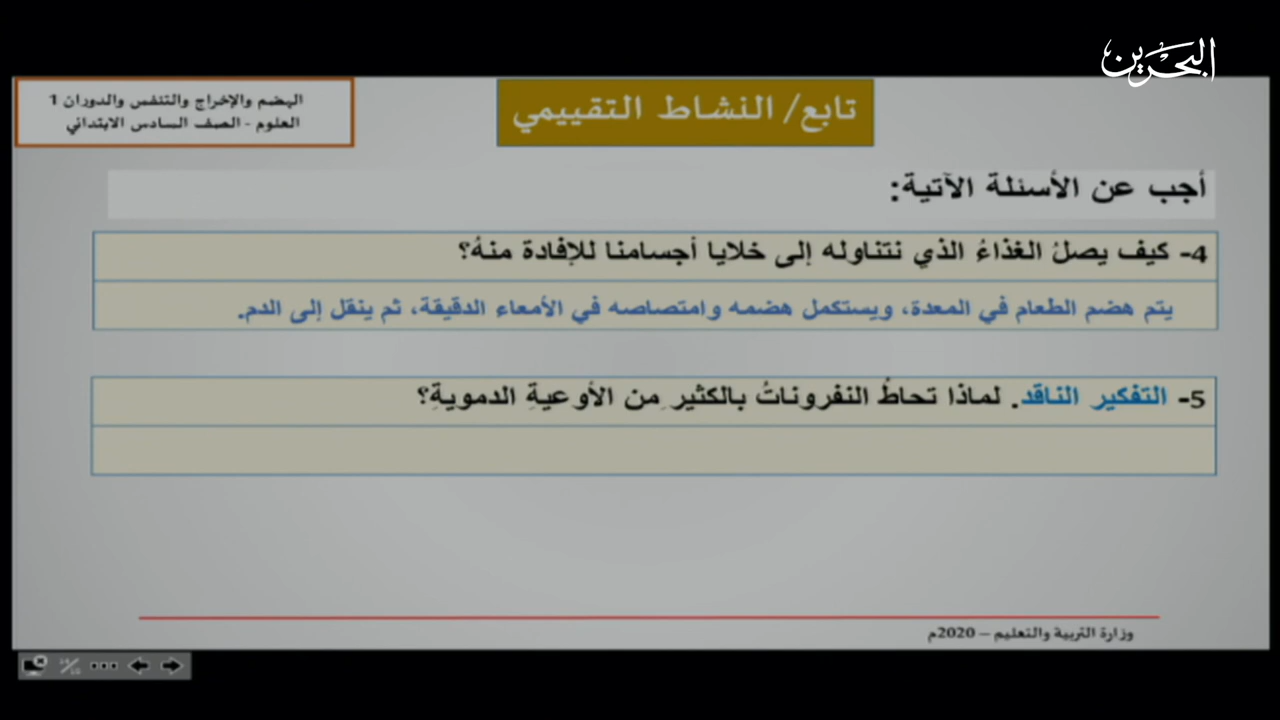 البحرين
الهضم والإخراج والتنفس والدوران 1
العلوم - الصف السادس الابتدائي
تابع/ النشاط التقييمي
أجب عن الأسئلة الآتية:
4- كيف يصلُ الغذاءُ الذي نتناوله إلى خلايا أجسامنا للإفادة منهُ؟
يتم هضم الطعام في المعدة، ويستكمل هضمه وامتصاصه في الأمعاء الدقيقة، ثم ينقل إلى الدم.
5- التفكير الناقد. لماذا تحاطُ النفروناتُ بالكثيرِ من الأوعيةِ الدمويةِ؟
وزارة التربية والتعليم – 2020م